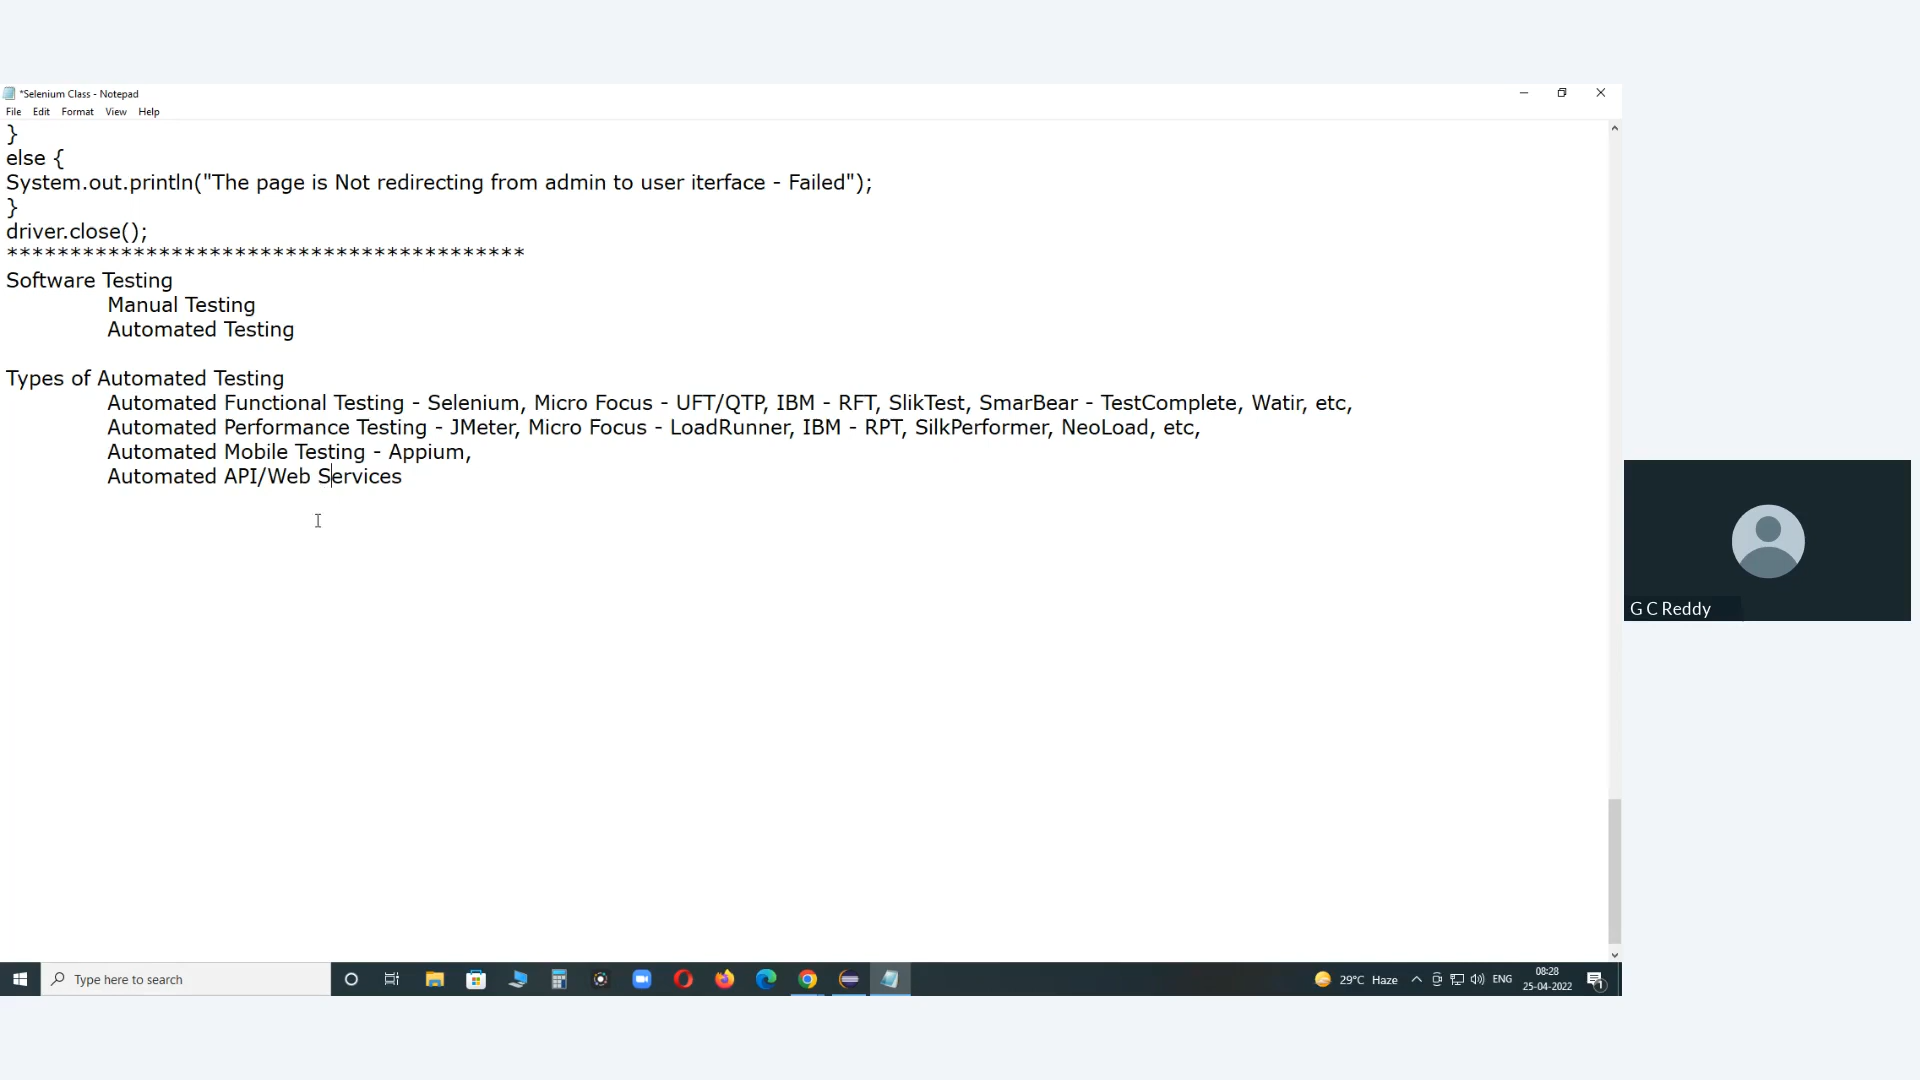 *Selenium Class - Notepad
File Edit Format View Help
}
else {
System.out.println("The page is Not redirecting from admin to user iterface - Failed");
}
driver.close();
*****************************************
Software Testing
Manual Testing
Automated Testing
Types of Automated Testing
Automated Functional Testing - Selenium, Micro Focus - UFT/QTP, IBM - RFT, SlikTest, SmarBear - TestComplete, Watir, etc,
Automated Performance Testing - JMeter, Micro Focus - LoadRunner, IBM - RPT, SilkPerformer, NeoLoad, etc,
Automated Mobile Testing - Appium,
Automated API/Web Services
G C Reddy
Type here to search
29°C Haze
ENG
08:28
25-04-2022
1